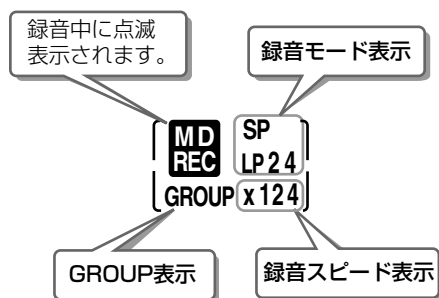 録音中に点滅
表示されます。
録音モード表示
MD
REC
SP
LP24
GROUP x124
GROUP表示
録音スピード表示